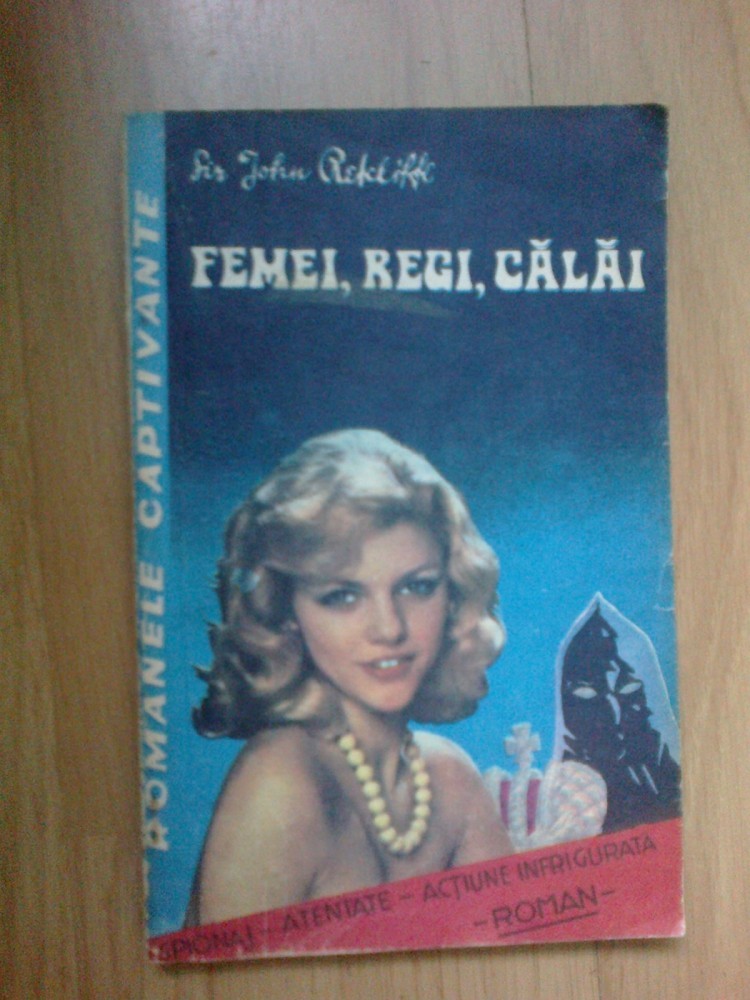 Sir John Retcliffe
FEMEI, REGI, CĂLĂI
ROMANELE CAPTIVANTE
SPIONAJ - ATENTATE - ACȚIUNE INFRIGURATA
-ROMAN-